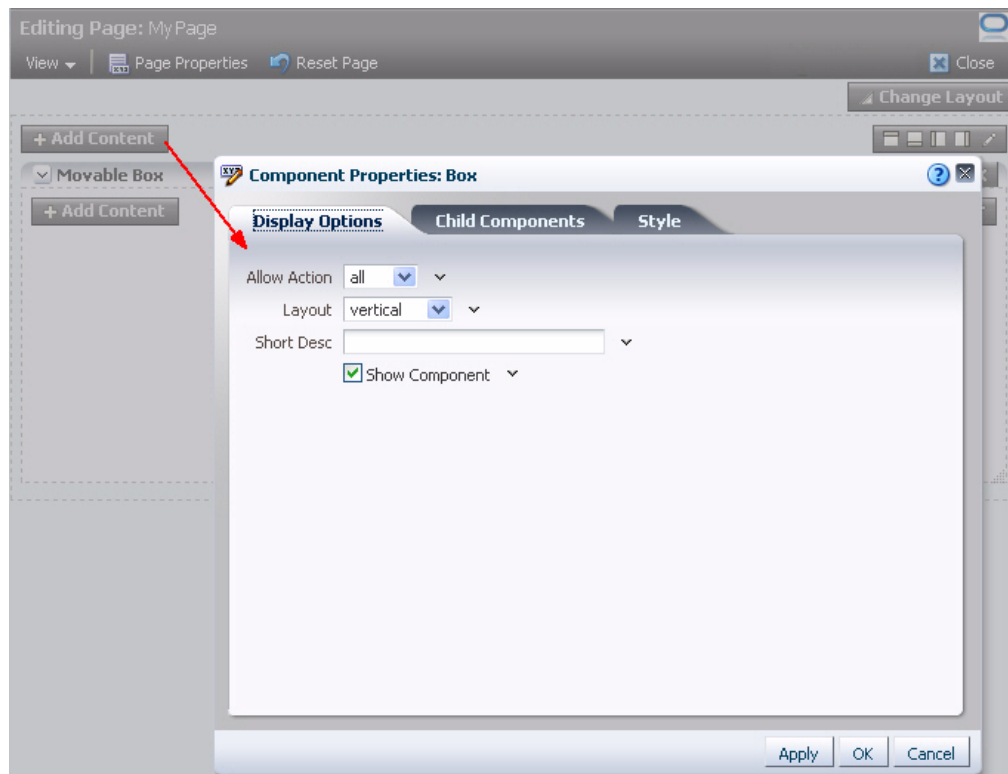 Editing Page: My Page
View Page Properties Reset Page Close
Change Layout
+ Add Content
Movable Box
Component Properties: Box
+ Add Content
Display Options Child Components Style
Allow Action all
Layout vertical
Short Desc
Show Component
Apply OK Cancel